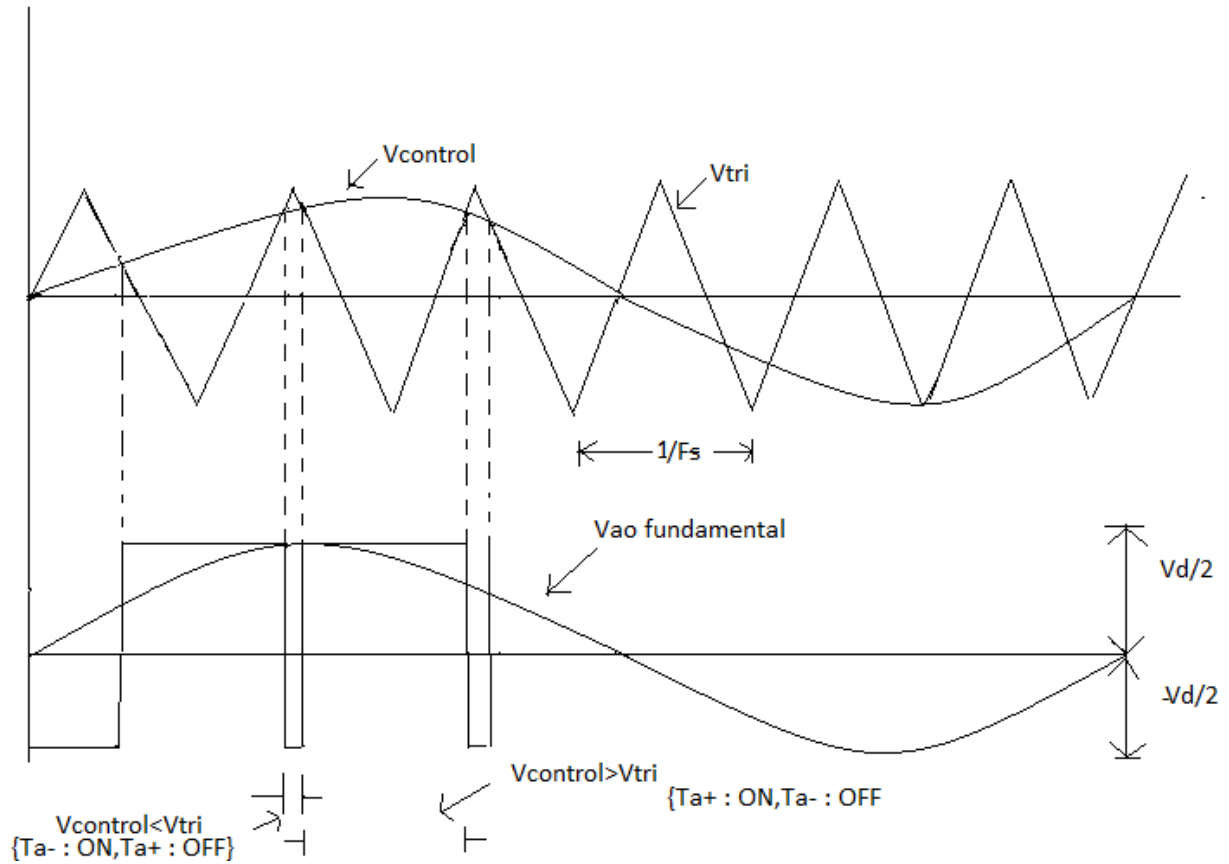 Vcontrol
Vtri
1/Fs
Vao fundamental
Vd/2
-Vd/2
Vcontrol>Vtri
{Ta+ : ON,Ta- : OFF
Vcontrol<Vtri
{Ta- : ON,Ta+ : OFF}